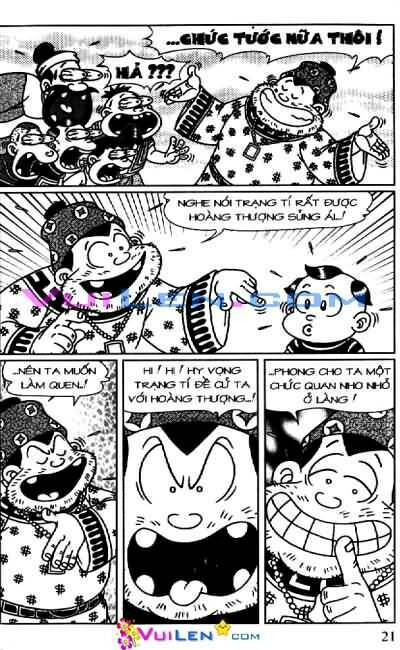 ...CHỨC TƯỚC NỮA THÔI!
HẢ ???
NGHE NÓI TRẠNG TÍ RẤT ĐƯỢC
HOÀNG THƯỢNG SỦNG ÁI..!
VUILEN.COM
...NÊN TA MUỐN
LÀM QUEN..!
HI! HI! HY VỌNG
TRẠNG TÍ ĐỀ CỬ TA
VỚI HOÀNG THƯỢNG...!
...PHONG CHO TA MỘT
CHỨC QUAN NHO NHỎ
Ở LÀNG!
21
VUILEN.COM